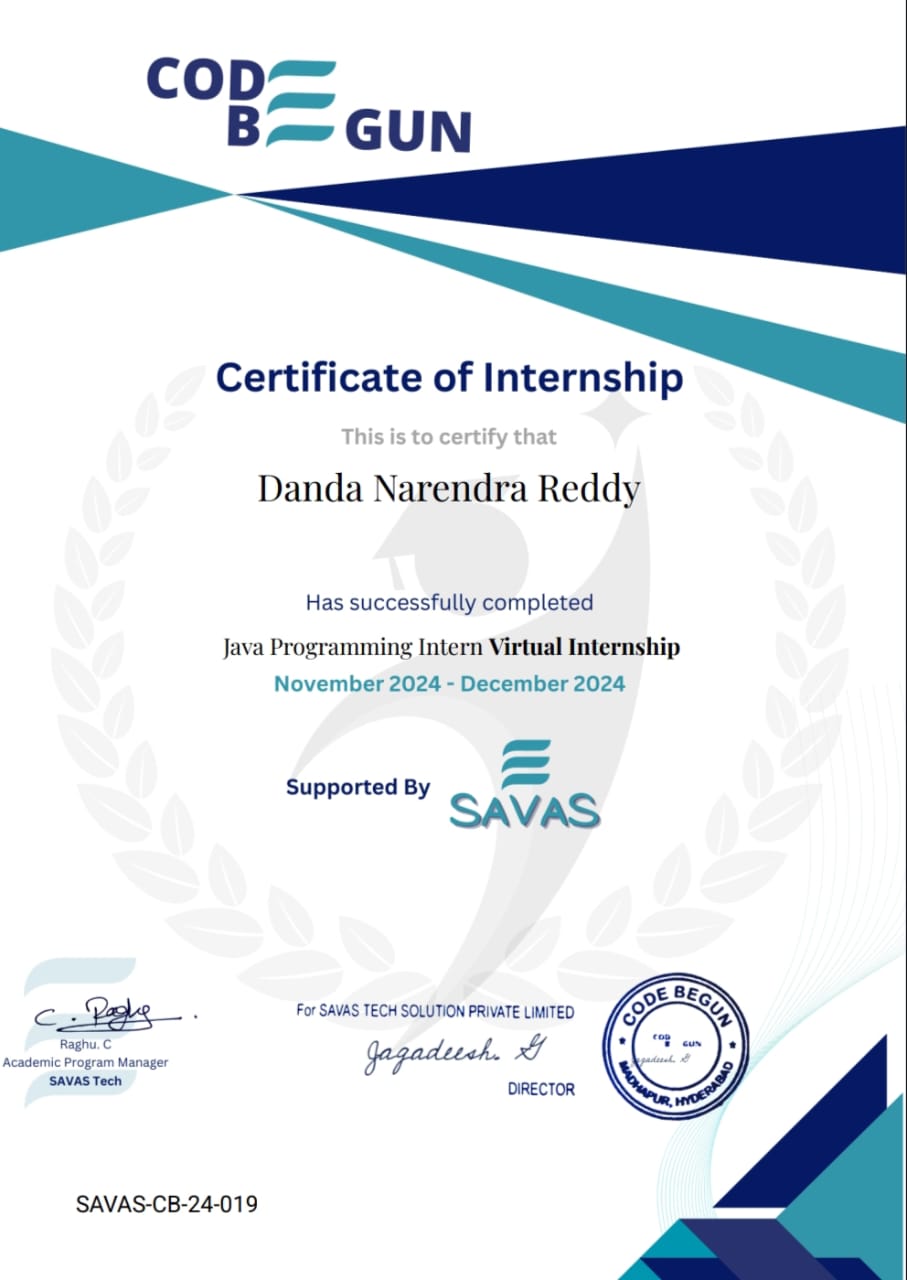 CODE
BEGUN
Certificate of Internship
This is to certify that
Danda Narendra Reddy
Has successfully completed
Java Programming Intern Virtual Internship
November 2024 - December 2024
Supported By
SAVAS
C. Raghu
Raghu. C
Academic Program Manager
SAVAS Tech
For SAVAS TECH SOLUTION PRIVATE LIMITED
Jagadeesh. G
DIRECTOR
CODE BEGUN
COD
B GUN
Jagadeesh G
MADHAPUR, HYDERABAD
SAVAS-CB-24-019